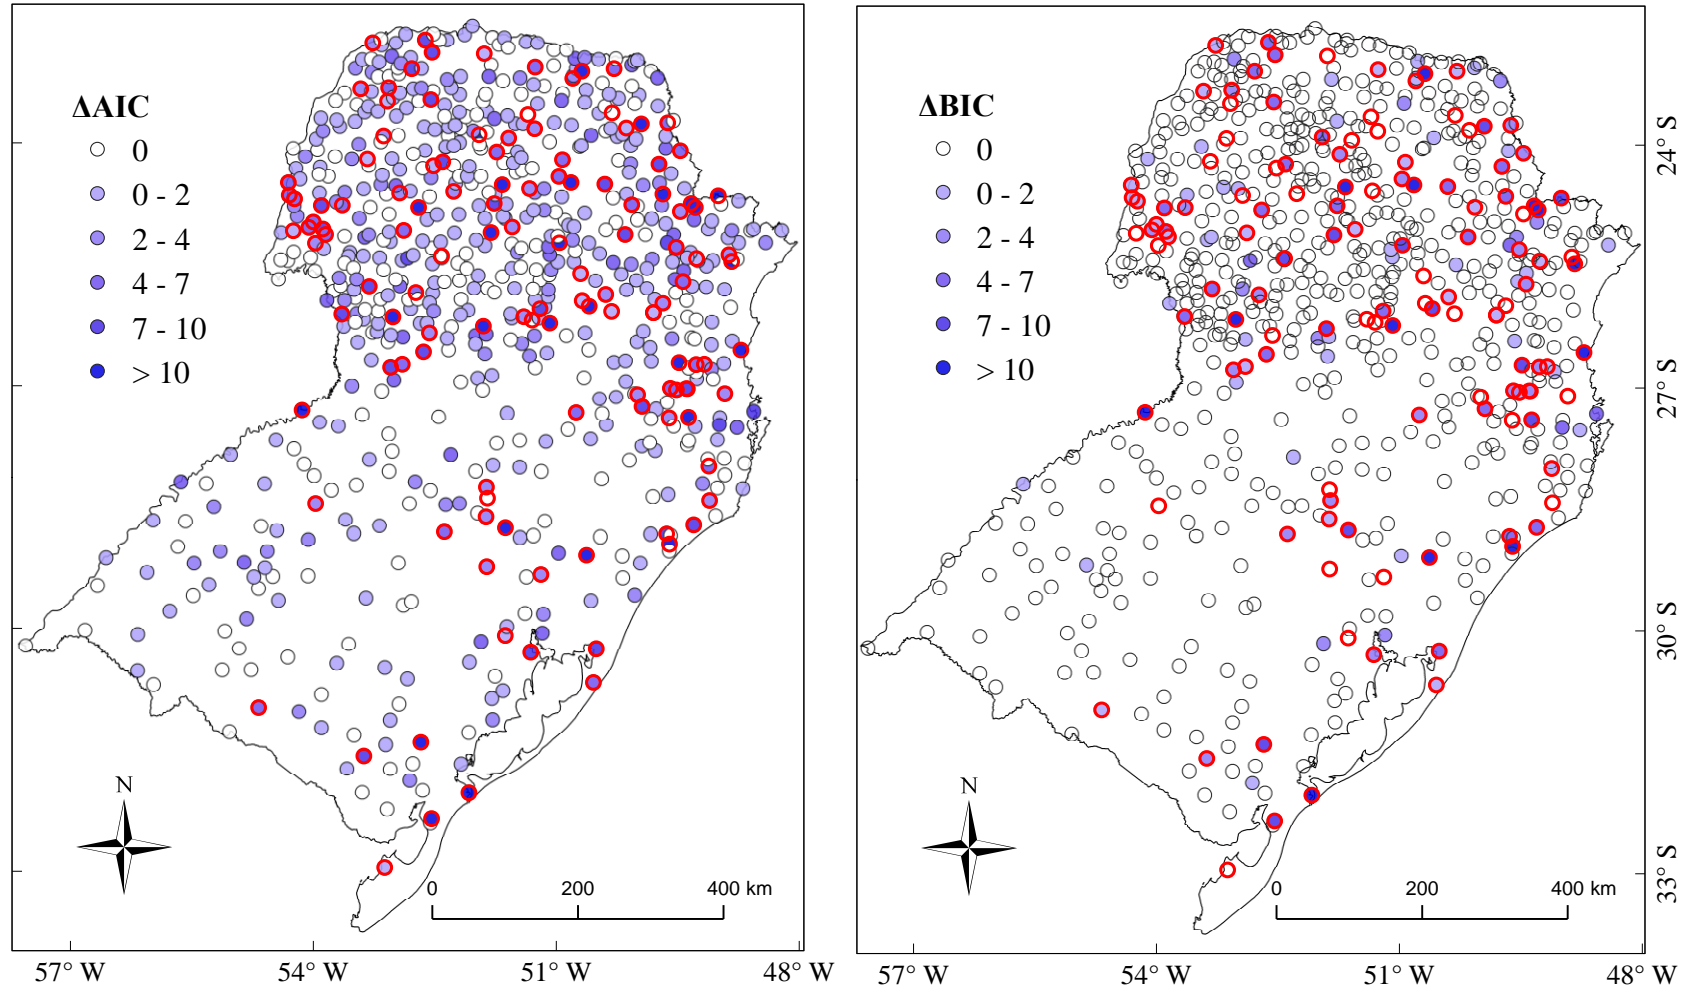 ΔAIC
0
0 - 2
2 - 4
4 - 7
7 - 10
> 10
N
0 200 400 km
57° W 54° W 51° W 48° W
ΔBIC
0
0 - 2
2 - 4
4 - 7
7 - 10
> 10
N
0 200 400 km
57° W 54° W 51° W 48° W
24° S
27° S
30° S
33° S